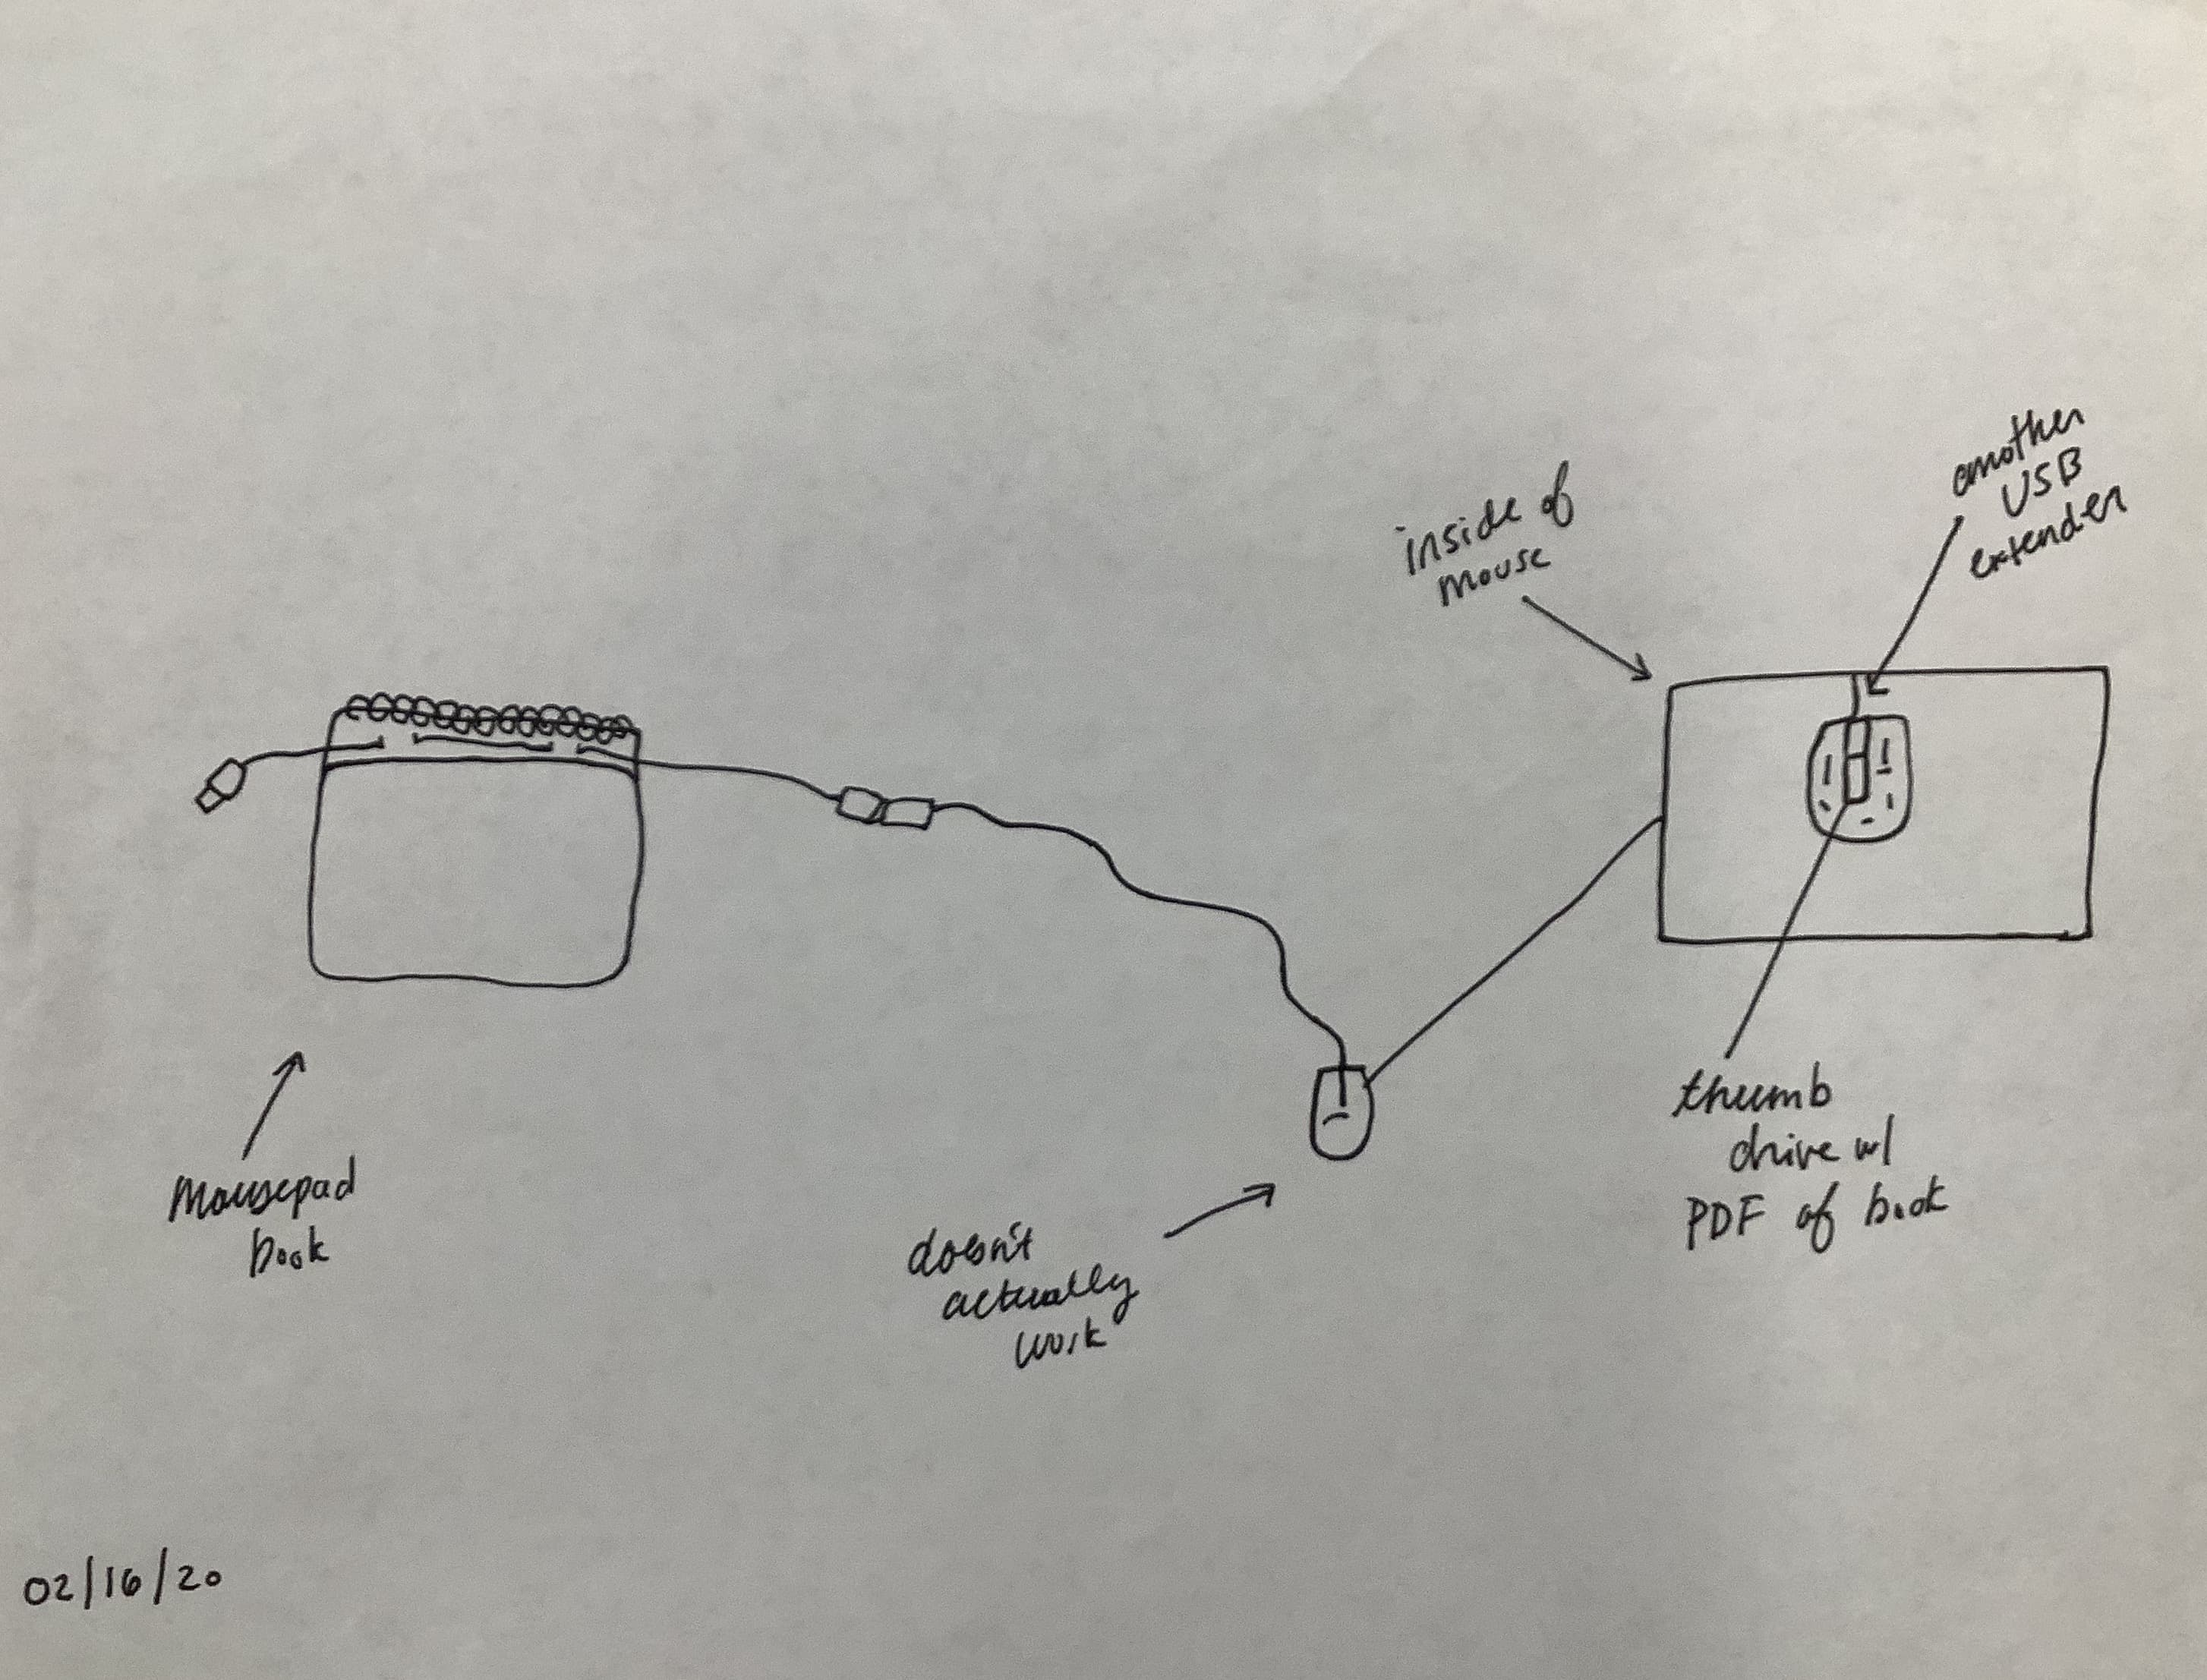 another
USB
extender
inside of
mouse
Mousepad
book
doesn't
actually
work
thumb
drive w/
PDF of book
02/16/20